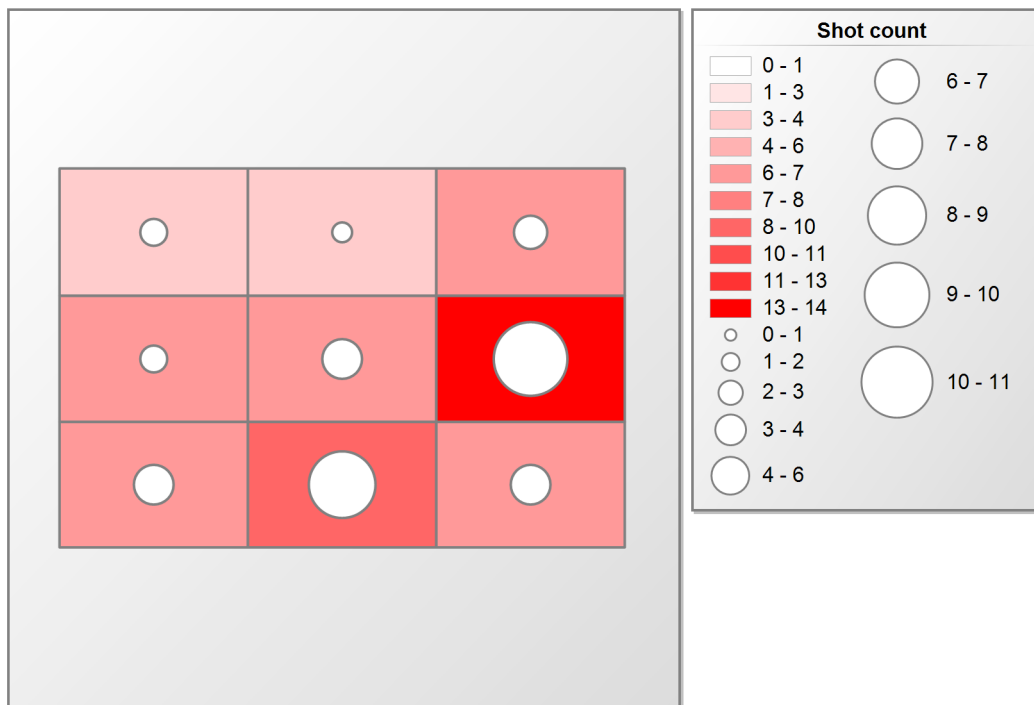 Shot count
0 - 1
1 - 3
3 - 4
4 - 6
6 - 7
7 - 8
8 - 10
10 - 11
11 - 13
13 - 14
0 - 1
1 - 2
2 - 3
3 - 4
4 - 6
6 - 7
7 - 8
8 - 9
9 - 10
10 - 11